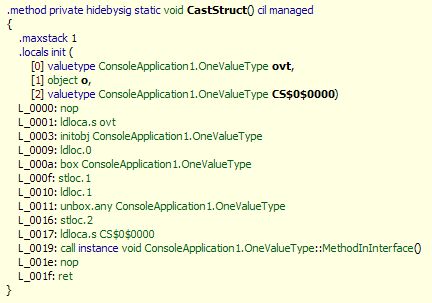 .method private hidebysig static void CastStruct() cil managed
{
.maxstack 1
.locals init (
[0] valuetype ConsoleApplication1.OneValueType ovt,
[1] object o,
[2] valuetype ConsoleApplication1.OneValueType CS$0$0000)
L_0000: nop
L_0001: ldloca.s ovt
L_0003: initobj ConsoleApplication1.OneValueType
L_0009: ldloc.0
L_000a: box ConsoleApplication1.OneValueType
L_000f: stloc.1
L_0010: ldloc.1
L_0011: unbox.any ConsoleApplication1.OneValueType
L_0016: stloc.2
L_0017: ldloca.s CS$0$0000
L_0019: call instance void ConsoleApplication1.OneValueType::MethodInInterface()
L_001e: nop
L_001f: ret
}